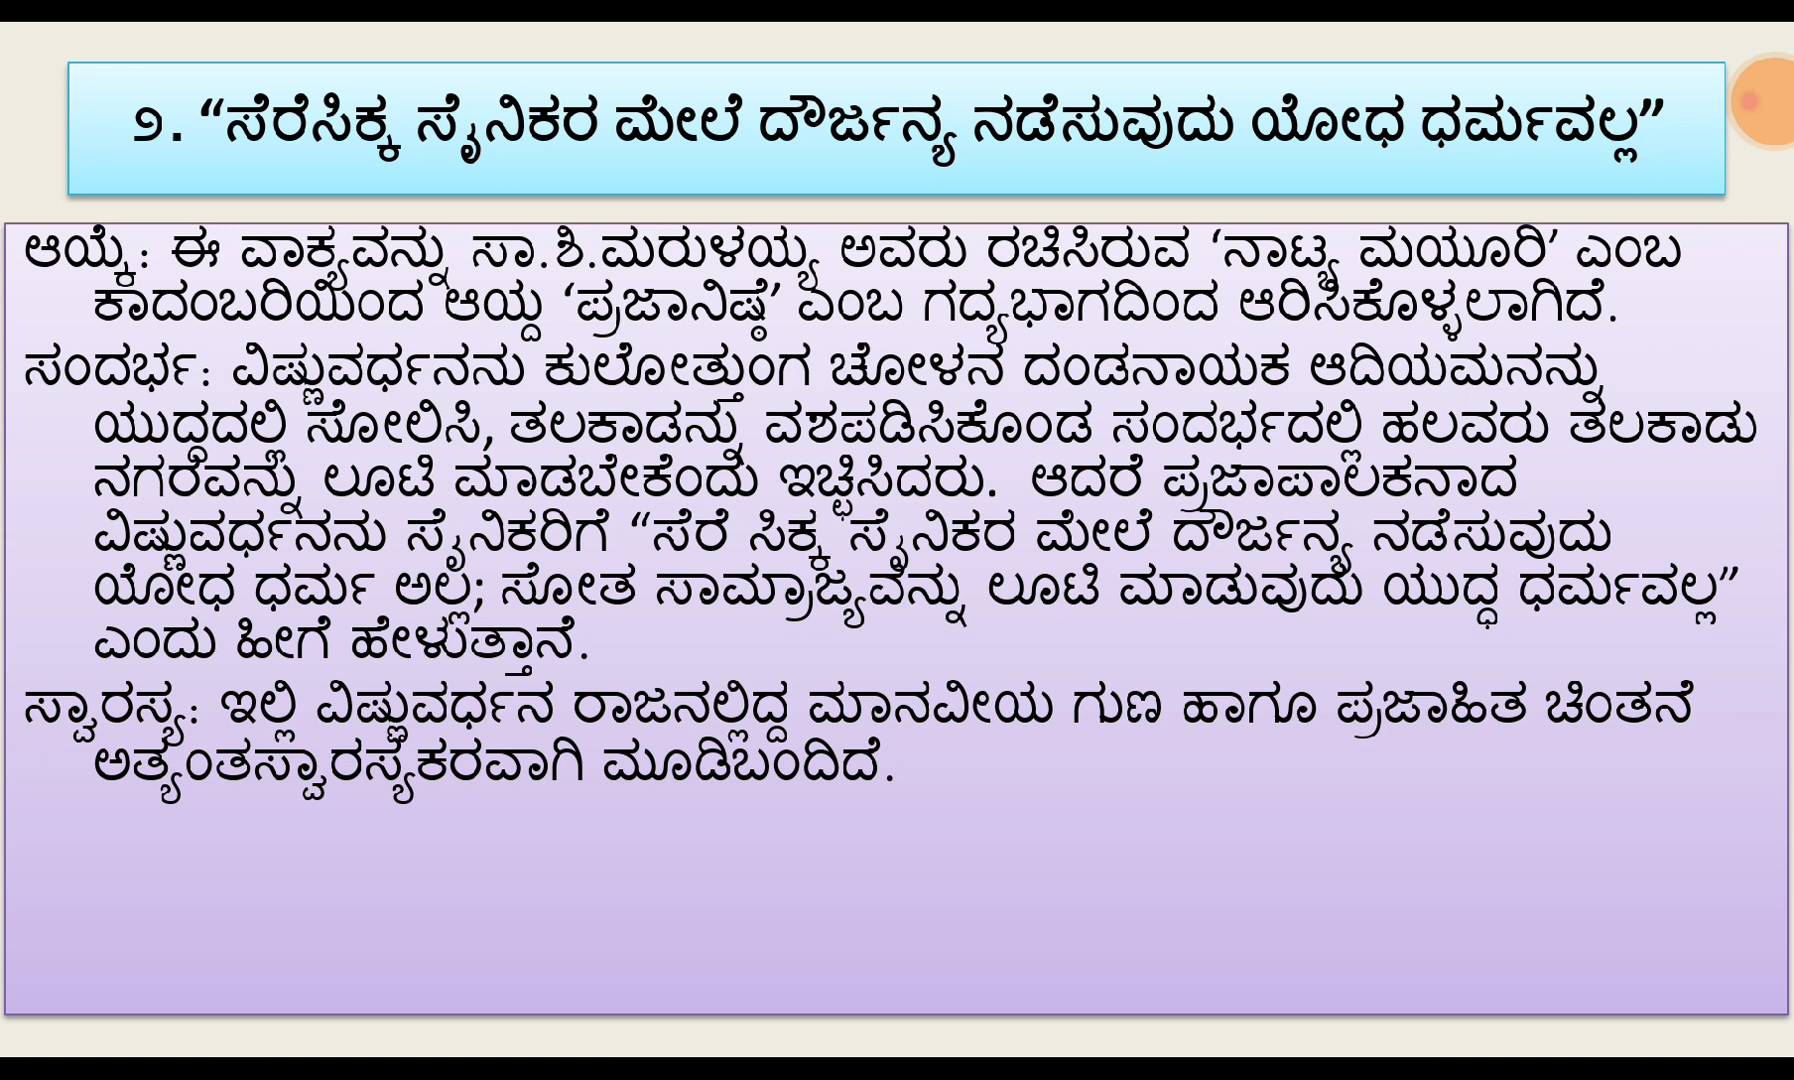 ೨. “ಸೆರೆಸಿಕ್ಕ ಸೈನಿಕರ ಮೇಲೆ ದೌರ್ಜನ್ಯ ನಡೆಸುವುದು ಯೋಧ ಧರ್ಮವಲ್ಲ”
ಆಯ್ಕೆ: ಈ ವಾಕ್ಯವನ್ನು ಸಾ.ಶಿ.ಮರುಳಯ್ಯ ಅವರು ರಚಿಸಿರುವ ‘ನಾಟ್ಯ ಮಯೂರಿ’ ಎಂಬ
ಕಾದಂಬರಿಯಿಂದ ಆಯ್ದ ‘ಪ್ರಜಾನಿಷ್ಠೆ’ ಎಂಬ ಗದ್ಯಭಾಗದಿಂದ ಆರಿಸಿಕೊಳ್ಳಲಾಗಿದೆ.
ಸಂದರ್ಭ: ವಿಷ್ಣುವರ್ಧನನು ಕುಲೋತ್ತುಂಗ ಚೋಳನ ದಂಡನಾಯಕ ಆದಿಯಮನನ್ನು
ಯುದ್ಧದಲ್ಲಿ ಸೋಲಿಸಿ, ತಲಕಾಡನ್ನು ವಶಪಡಿಸಿಕೊಂಡ ಸಂದರ್ಭದಲ್ಲಿ ಹಲವರು ತಲಕಾಡು
ನಗರವನ್ನು ಲೂಟಿ ಮಾಡಬೇಕೆಂದು ಇಚ್ಛಿಸಿದರು. ಆದರೆ ಪ್ರಜಾಪಾಲಕನಾದ
ವಿಷ್ಣುವರ್ಧನನು ಸೈನಿಕರಿಗೆ “ಸೆರೆ ಸಿಕ್ಕ ಸೈನಿಕರ ಮೇಲೆ ದೌರ್ಜನ್ಯ ನಡೆಸುವುದು
ಯೋಧ ಧರ್ಮ ಅಲ್ಲ; ಸೋತ ಸಾಮ್ರಾಜ್ಯವನ್ನು ಲೂಟಿ ಮಾಡುವುದು ಯುದ್ಧ ಧರ್ಮವಲ್ಲ”
ಎಂದು ಹೀಗೆ ಹೇಳುತ್ತಾನೆ.
ಸ್ವಾರಸ್ಯ: ಇಲ್ಲಿ ವಿಷ್ಣುವರ್ಧನ ರಾಜನಲ್ಲಿದ್ದ ಮಾನವೀಯ ಗುಣ ಹಾಗೂ ಪ್ರಜಾಹಿತ ಚಿಂತನೆ
ಅತ್ಯಂತಸ್ವಾರಸ್ಯಕರವಾಗಿ ಮೂಡಿಬಂದಿದೆ.